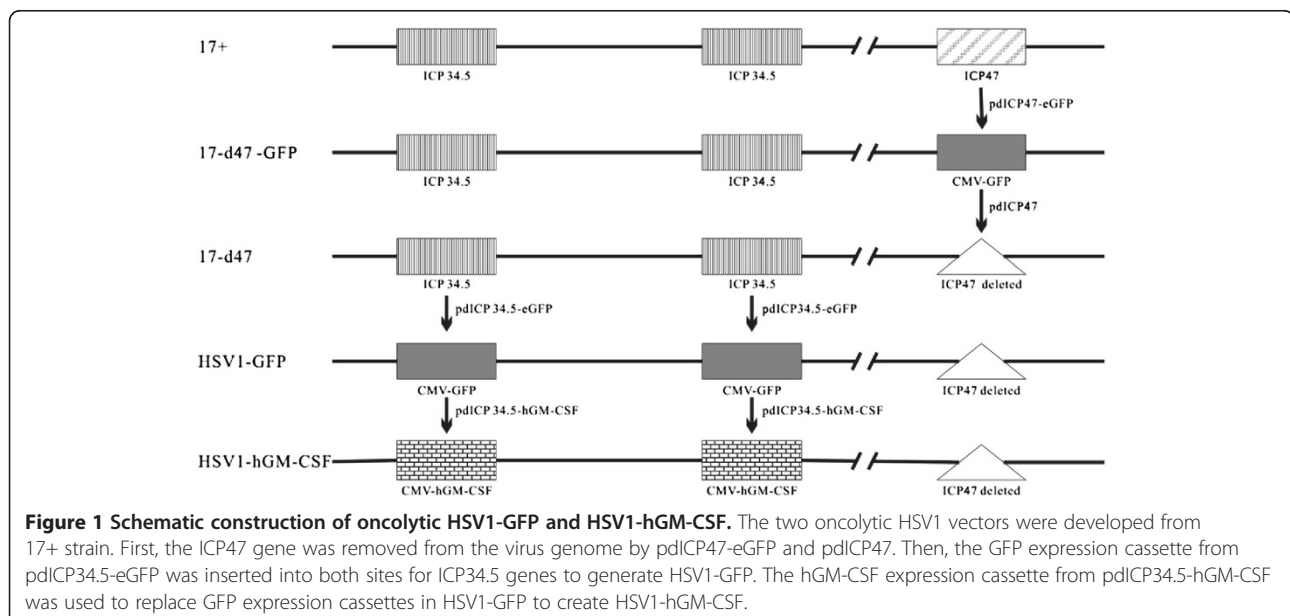 17+
ICP 34.5
ICP 34.5
ICP47
pdICP47-eGFP
17-d47 -GFP
ICP 34.5
ICP 34.5
CMV-GFP
pdICP47
17-d47
ICP 34.5
ICP 34.5
ICP47 deleted
pdICP 34.5-eGFP
pdICP 34.5-eGFP
HSV1-GFP
CMV-GFP
CMV-GFP
ICP47 deleted
pdICP 34.5-hGM-CSF
pdICP34.5-hGM-CSF
HSV1-hGM-CSF
CMV-hGM-CSF
CMV-hGM-CSF
ICP47 deleted
Figure 1 Schematic construction of oncolytic HSV1-GFP and HSV1-hGM-CSF. The two oncolytic HSV1 vectors were developed from
17+ strain. First, the ICP47 gene was removed from the virus genome by pdICP47-eGFP and pdICP47. Then, the GFP expression cassette from
pdICP34.5-eGFP was inserted into both sites for ICP34.5 genes to generate HSV1-GFP. The hGM-CSF expression cassette from pdICP34.5-hGM-CSF
was used to replace GFP expression cassettes in HSV1-GFP to create HSV1-hGM-CSF.